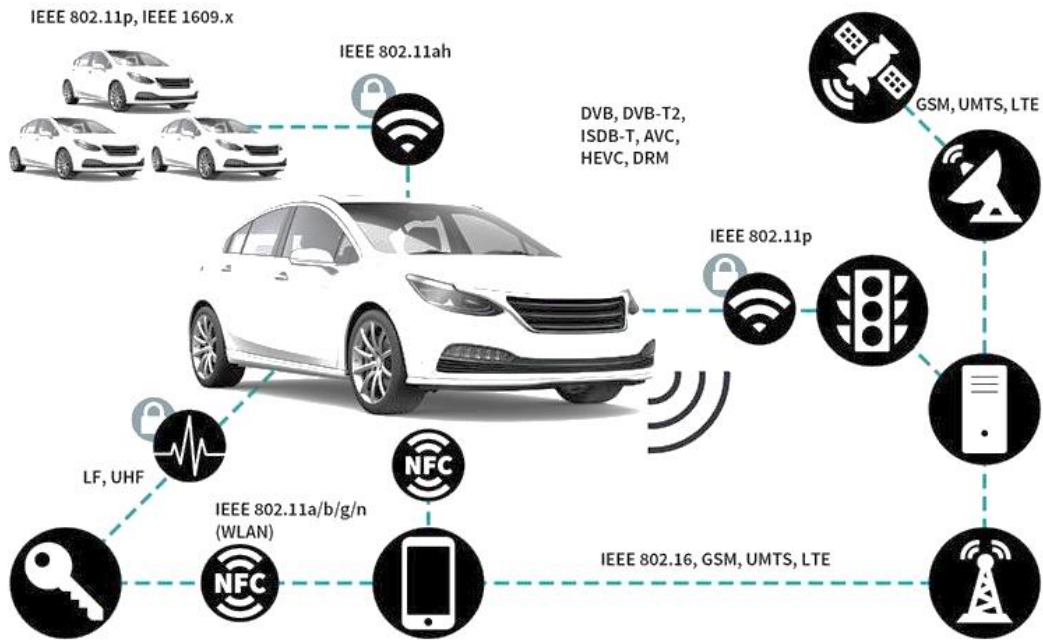 IEEE 802.11p, IEEE 1609.x
IEEE 802.11ah
DVB, DVB-T2,
ISDB-T, AVC,
HEVC, DRM
GSM, UMTS, LTE
IEEE 802.11p
LF, UHF
NFC
IEEE 802.11a/b/g/n
(WLAN)
NFC
IEEE 802.16, GSM, UMTS, LTE